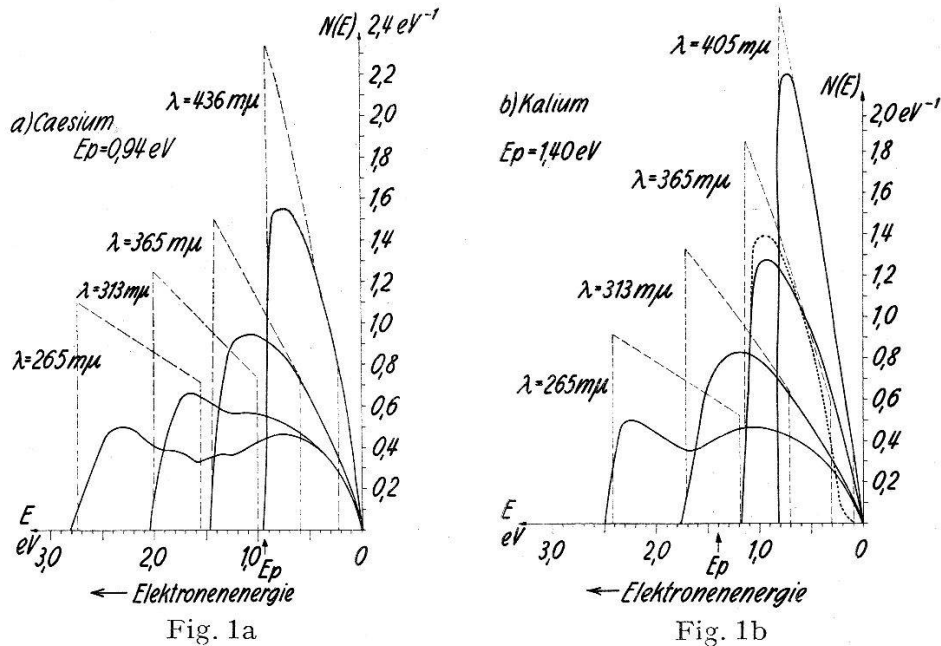 N(E) 2,4 eV⁻¹
2,2
2,0
1,8
1,6
1,4
1,2
1,0
0,8
0,6
0,4
0,2
a) Caesium
Ep=0,94 eV
λ=436 mμ
λ=365 mμ
λ=313 mμ
λ=265 mμ
E
eV
3,0
2,0
1,0
0
Ep
← Elektronenenergie
Fig. 1a
N(E)
2,0 eV⁻¹
1,8
1,6
1,4
1,2
1,0
0,8
0,6
0,4
0,2
b) Kalium
Ep=1,40 eV
λ=405 mμ
λ=365 mμ
λ=313 mμ
λ=265 mμ
E
eV
3,0
2,0
1,0
0
Ep
← Elektronenenergie
Fig. 1b